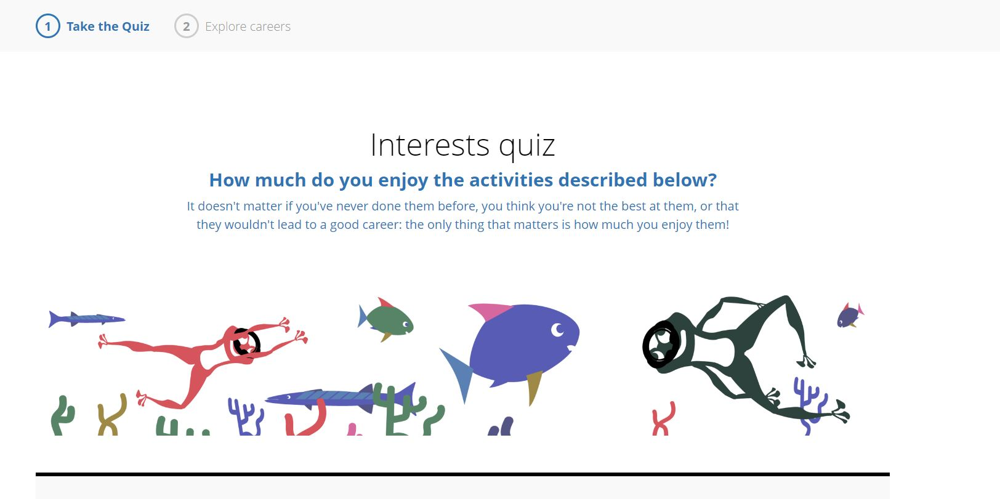 1 Take the Quiz 2 Explore careers
Interests quiz
How much do you enjoy the activities described below?
It doesn't matter if you've never done them before, you think you're not the best at them, or that
they wouldn't lead to a good career: the only thing that matters is how much you enjoy them!